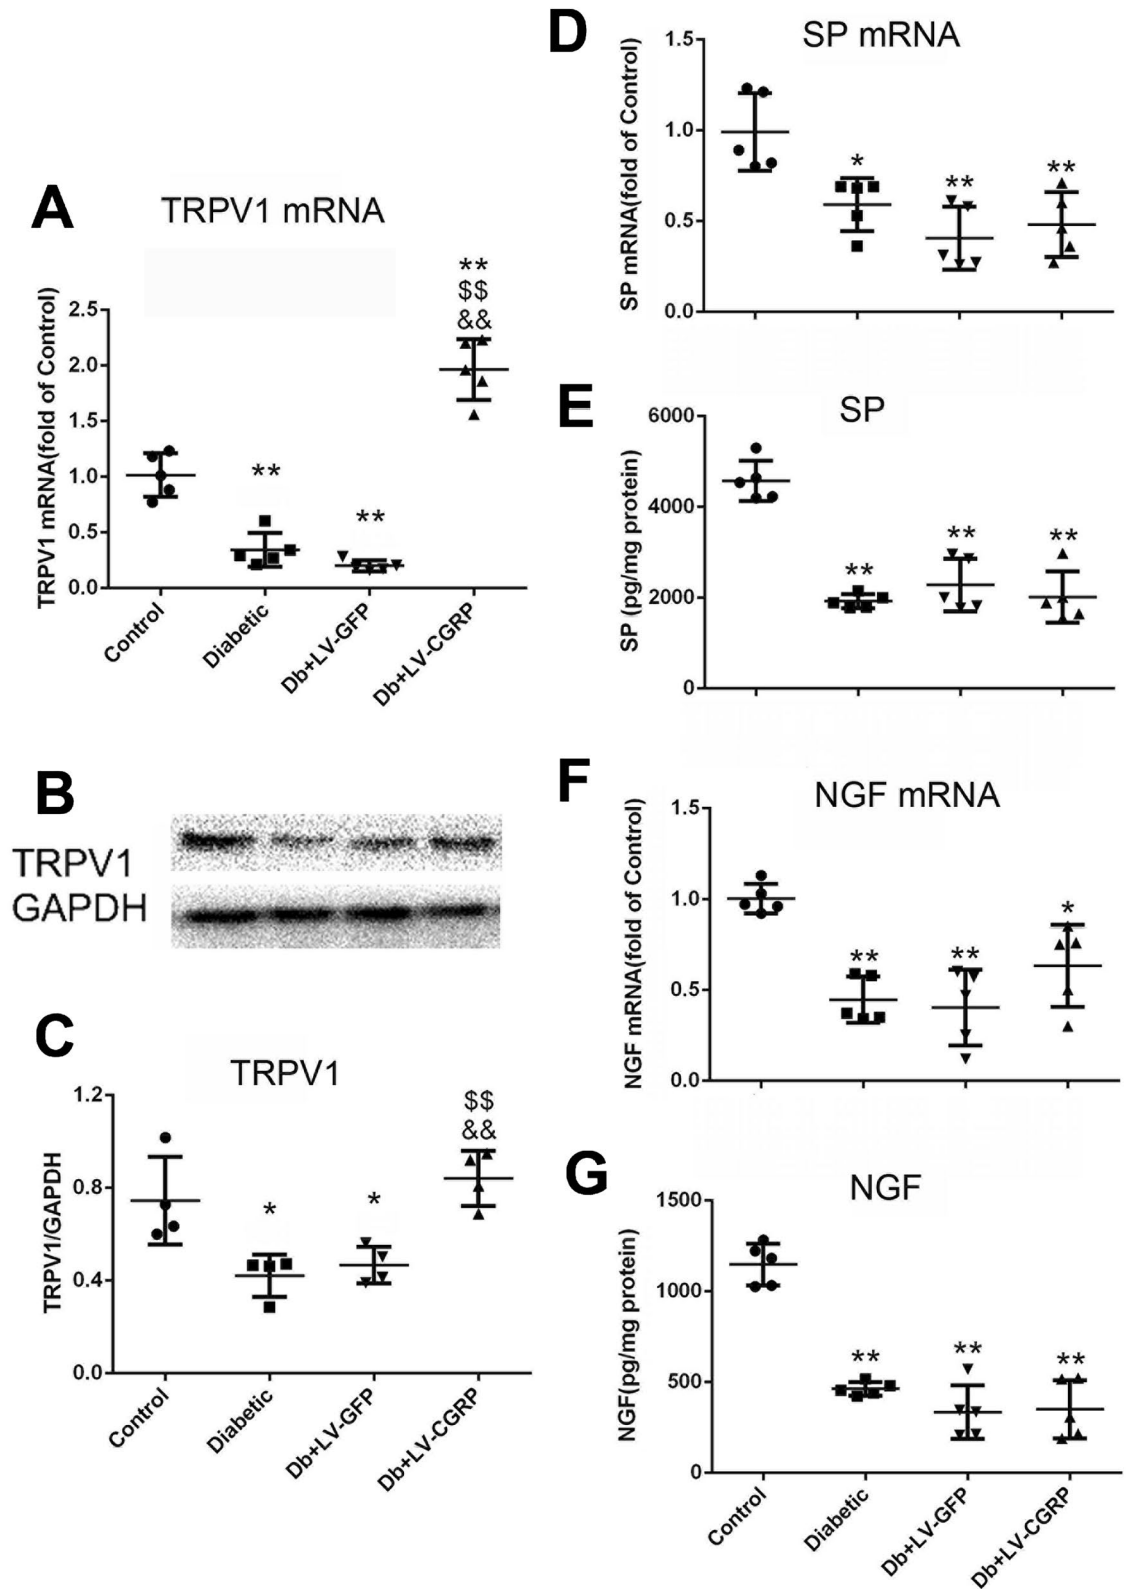 A
TRPV1 mRNA
TRPV1 mRNA(fold of Control)
2.5
2.0
1.5
1.0
0.5
0.0
**
**
**
$$
&&
Control
Diabetic
Db+LV-GFP
Db+LV-CGRP
B
TRPV1
GAPDH
C
TRPV1
TRPV1/GAPDH
1.2
0.8
0.4
0.0
*
*
$$
&&
Control
Diabetic
Db+LV-GFP
Db+LV-CGRP
D
SP mRNA
SP mRNA(fold of Control)
1.5
1.0
0.5
0.0
*
**
**
E
SP
SP (pg/mg protein)
6000
4000
2000
0
**
**
**
F
NGF mRNA
NGF mRNA(fold of Control)
1.5
1.0
0.5
0.0
**
**
*
G
NGF
NGF(pg/mg protein)
1500
1000
500
0
**
**
**
Control
Diabetic
Db+LV-GFP
Db+LV-CGRP